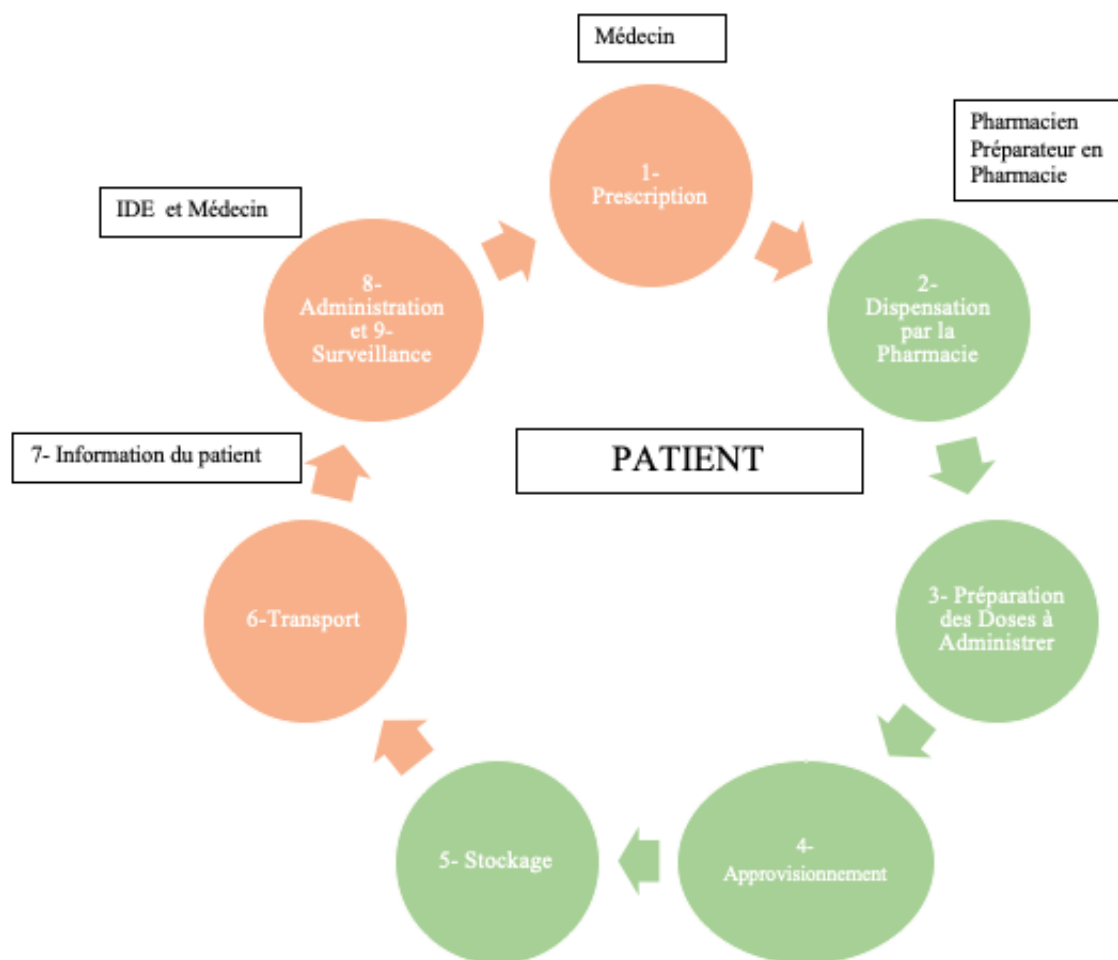 Médecin
Pharmacien
Préparateur en
Pharmacie
1-
Prescription
IDE et Médecin
2-
Dispensation
par la
Pharmacie
8-
Administration
et 9-
Surveillance
7- Information du patient
PATIENT
3- Préparation
des Doses à
Administrer
6-Transport
4-
Approvisionnement
5- Stockage